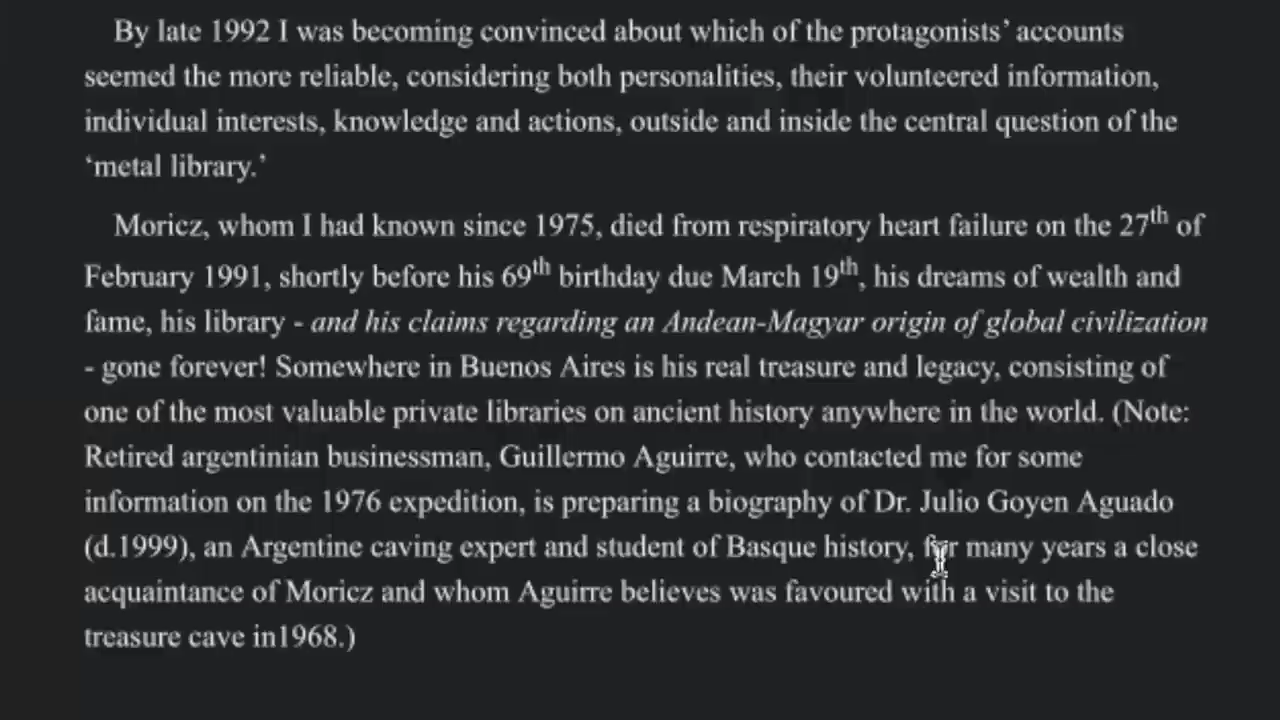 By late 1992 I was becoming convinced about which of the protagonists’ accounts
seemed the more reliable, considering both personalities, their volunteered information,
individual interests, knowledge and actions, outside and inside the central question of the
‘metal library.’
Moricz, whom I had known since 1975, died from respiratory heart failure on the 27th of
February 1991, shortly before his 69th birthday due March 19th, his dreams of wealth and
fame, his library - and his claims regarding an Andean-Magyar origin of global civilization
- gone forever! Somewhere in Buenos Aires is his real treasure and legacy, consisting of
one of the most valuable private libraries on ancient history anywhere in the world. (Note:
Retired argentinian businessman, Guillermo Aguirre, who contacted me for some
information on the 1976 expedition, is preparing a biography of Dr. Julio Goyen Aguado
(d.1999), an Argentine caving expert and student of Basque history, for many years a close
acquaintance of Moricz and whom Aguirre believes was favoured with a visit to the
treasure cave in1968.)